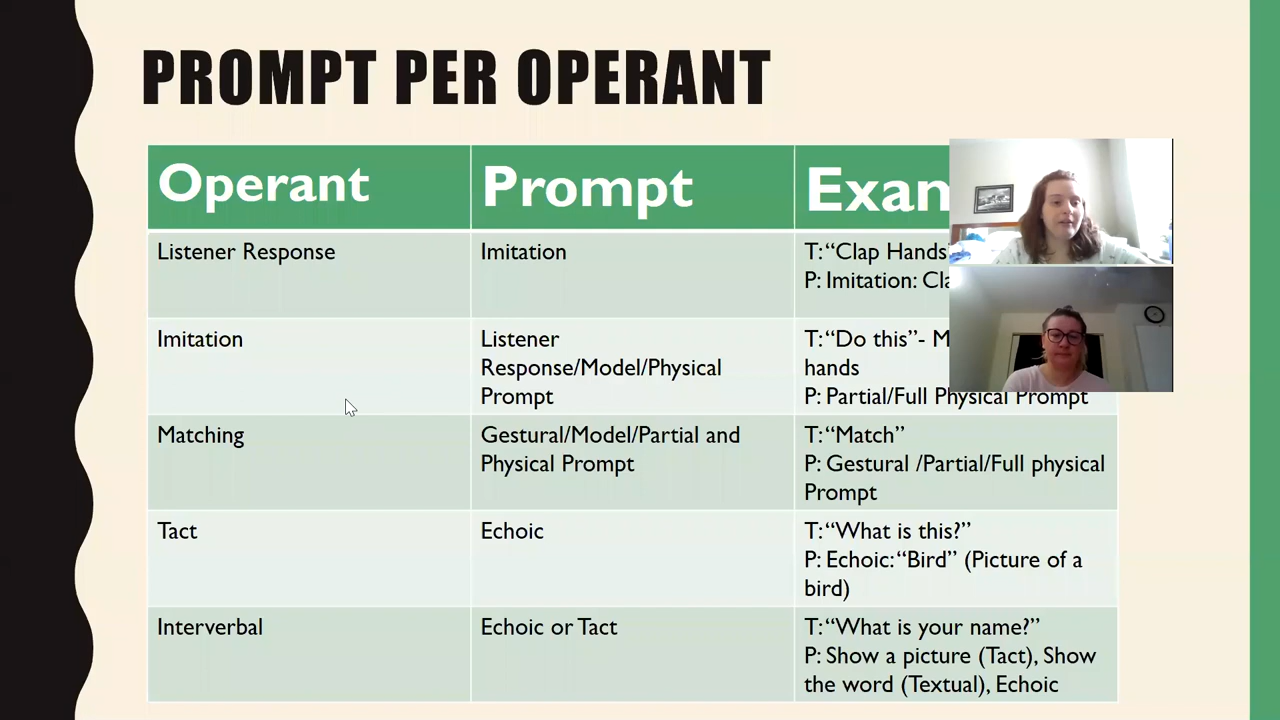 PROMPT PER OPERANT
Operant Prompt
Listener Response Imitation T: “Clap Hands
P: Imitation:
Imitation Listener T: “Do this”-
Response/Model/Physical hands
Prompt P: Partial/Full Physical Prompt
Matching Gestural/Model/Partial and T: “Match”
Physical Prompt P: Gestural /Partial/Full physical
Prompt
Tact Echoic T: “What is this?”
P: Echoic: “Bird” (Picture of a
bird)
Interverbal Echoic or Tact T: “What is your name?”
P: Show a picture (Tact), Show
the word (Textual), Echoic